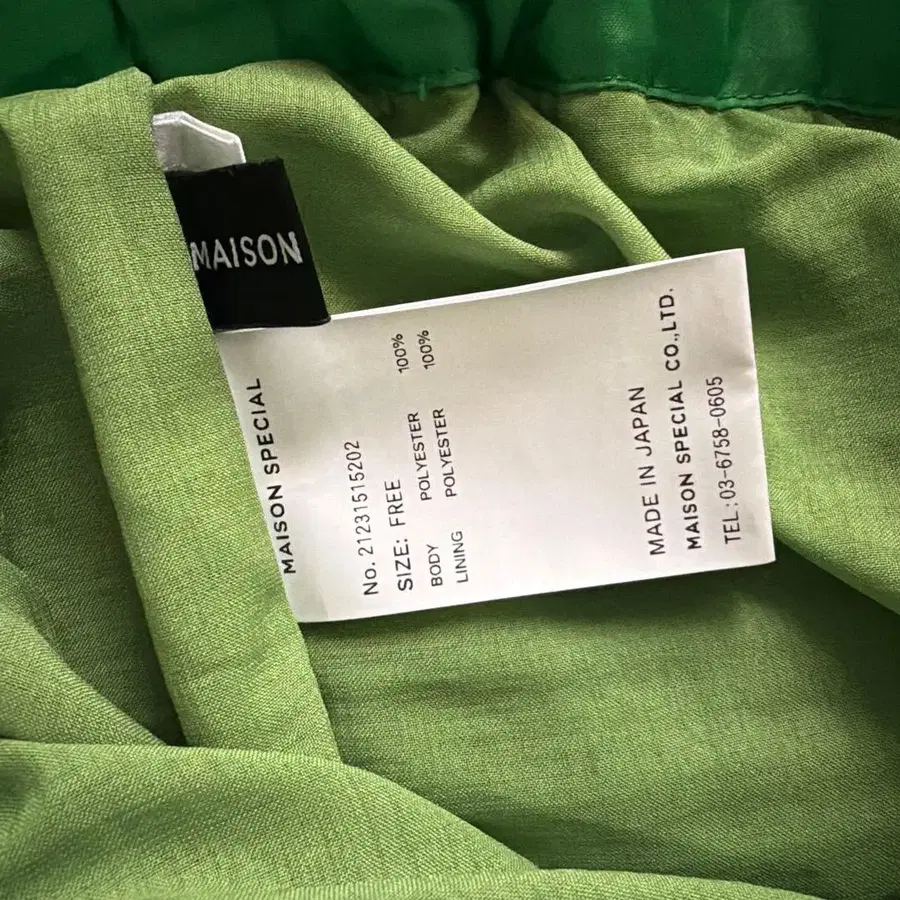 MAISON
MAISON SPECIAL
No. 21231515202
SIZE: FREE
BODY POLYESTER 100%
LINING POLYESTER 100%
MADE IN JAPAN
MAISON SPECIAL CO.,LTD.
TEL:03-6758-0605